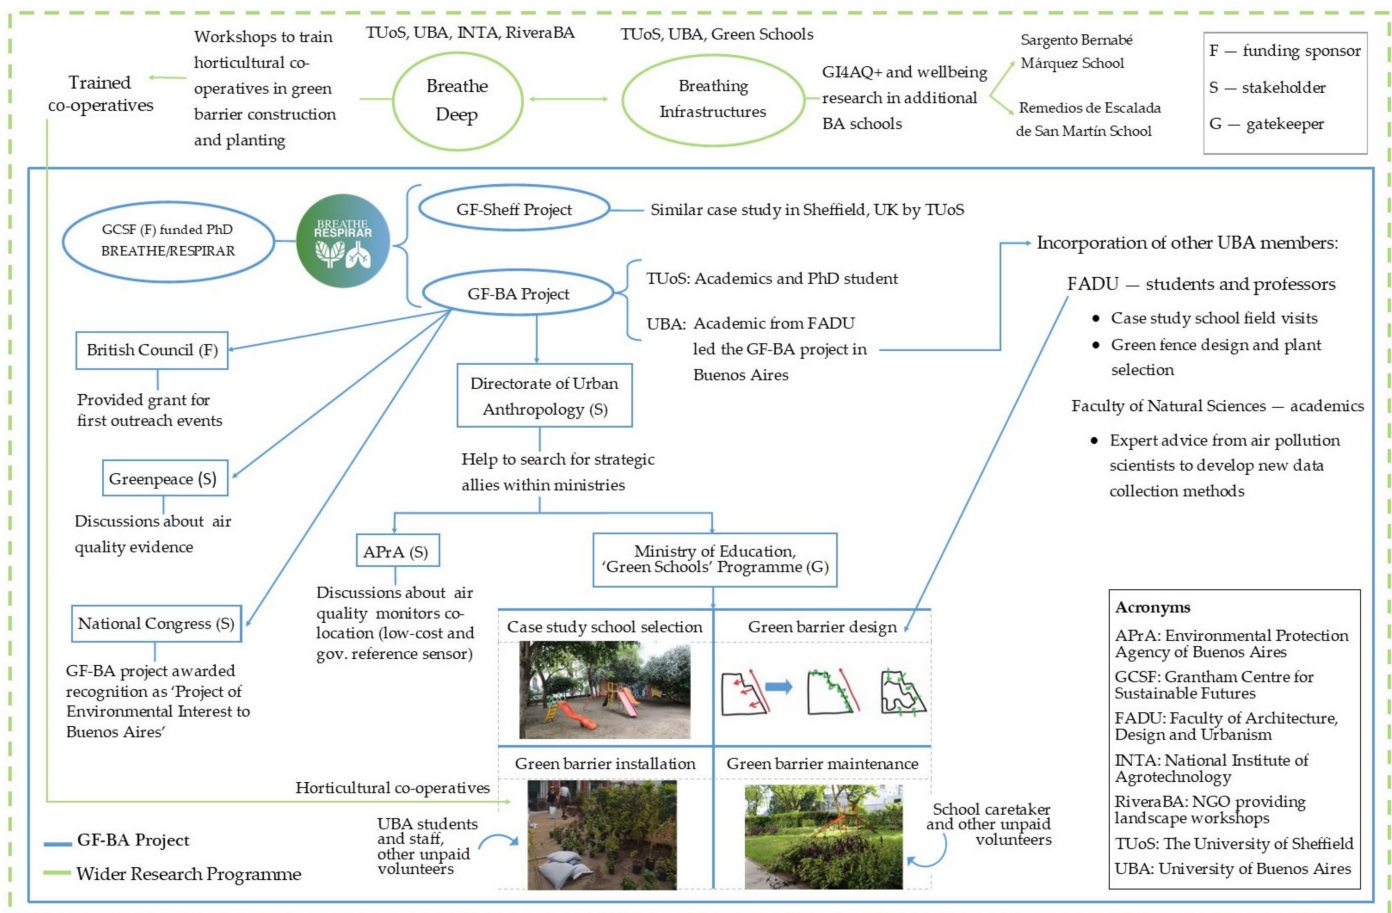 TUoS, UBA, INTA, RiveraBA
TUoS, UBA, Green Schools
Trained
co-operatives
Workshops to train
horticultural co-
operatives in green
barrier construction
and planting
Breathe
Deep
Breathing
Infrastructures
GI4AQ+ and wellbeing
research in additional
BA schools
Sargento Bernabé
Márquez School
Remedios de Escalada
de San Martín School
F — funding sponsor
S — stakeholder
G — gatekeeper
GCSF (F) funded PhD
BREATHE/RESPIRAR
BREATHE
RESPIRAR
GF-Sheff Project
Similar case study in Sheffield, UK by TUoS
GF-BA Project
TUoS: Academics and PhD student
UBA: Academic from FADU
led the GF-BA project in
Buenos Aires
Incorporation of other UBA members:
FADU — students and professors
• Case study school field visits
• Green fence design and plant
selection
Faculty of Natural Sciences — academics
• Expert advice from air pollution
scientists to develop new data
collection methods
British Council (F)
Provided grant for
first outreach events
Greenpeace (S)
Discussions about air
quality evidence
National Congress (S)
GF-BA project awarded
recognition as ‘Project of
Environmental Interest to
Buenos Aires’
Directorate of Urban
Anthropology (S)
Help to search for strategic
allies within ministries
APrA (S)
Discussions about air
quality monitors co-
location (low-cost and
gov. reference sensor)
Ministry of Education,
‘Green Schools’ Programme (G)
Case study school selection
Green barrier design
Green barrier installation
Green barrier maintenance
Horticultural co-operatives
UBA students
and staff,
other unpaid
volunteers
School caretaker
and other unpaid
volunteers
GF-BA Project
Wider Research Programme
Acronyms
APrA: Environmental Protection
Agency of Buenos Aires
GCSF: Grantham Centre for
Sustainable Futures
FADU: Faculty of Architecture,
Design and Urbanism
INTA: National Institute of
Agrotechnology
RiveraBA: NGO providing
landscape workshops
TUoS: The University of Sheffield
UBA: University of Buenos Aires